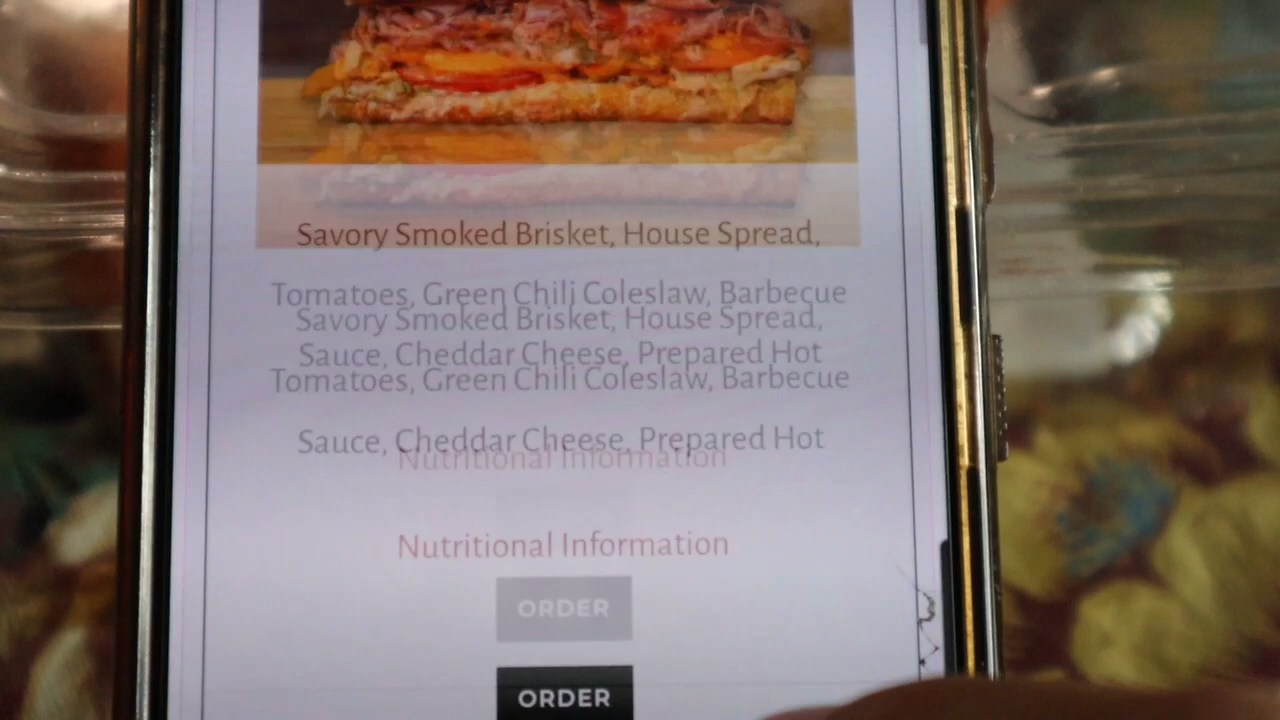 Savory Smoked Brisket, House Spread,
Tomatoes, Green Chili Coleslaw, Barbecue
Savory Smoked Brisket, House Spread,
Sauce, Cheddar Cheese, Prepared Hot
Tomatoes, Green Chili Coleslaw, Barbecue
Sauce, Cheddar Cheese, Prepared Hot
Nutritional Information
Nutritional Information
ORDER
ORDER